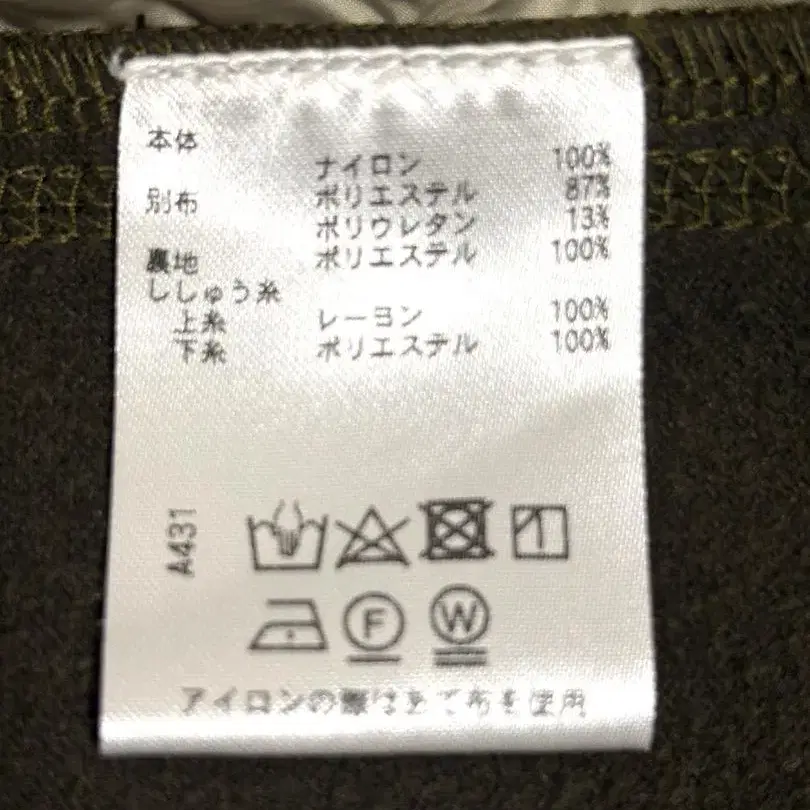 本体
ナイロン 100%
別布 ポリエステル 87%
ポリウレタン 13%
裏地 ポリエステル 100%
ししゅう糸
上糸 レーヨン 100%
下糸 ポリエステル 100%
A431
F W
アイロンの際はあて布を使用